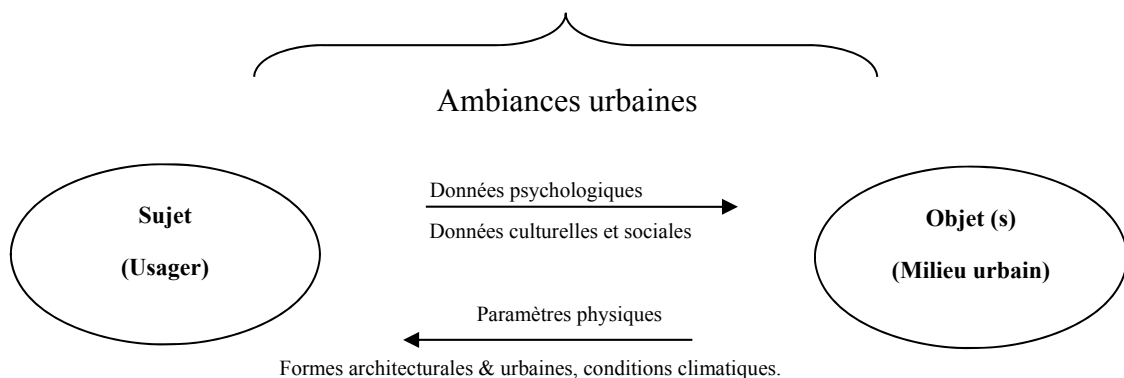 Ambiances urbaines
Données psychologiques
Sujet
Objet (s)
Données culturelles et sociales
(Usager)
(Milieu urbain)
Paramètres physiques
Formes architecturales & urbaines, conditions climatiques.